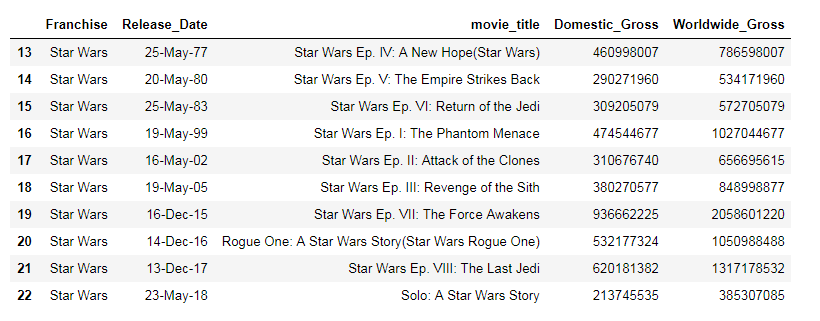 Franchise Release_Date movie_title Domestic_Gross Worldwide_Gross
13 Star Wars 25-May-77 Star Wars Ep. IV: A New Hope(Star Wars) 460998007 786598007
14 Star Wars 20-May-80 Star Wars Ep. V: The Empire Strikes Back 290271960 534171960
15 Star Wars 25-May-83 Star Wars Ep. VI: Return of the Jedi 309205079 572705079
16 Star Wars 19-May-99 Star Wars Ep. I: The Phantom Menace 474544677 1027044677
17 Star Wars 16-May-02 Star Wars Ep. II: Attack of the Clones 310676740 656695615
18 Star Wars 19-May-05 Star Wars Ep. III: Revenge of the Sith 380270577 848998877
19 Star Wars 16-Dec-15 Star Wars Ep. VII: The Force Awakens 936662225 2058601220
20 Star Wars 14-Dec-16 Rogue One: A Star Wars Story(Star Wars Rogue One) 532177324 1050988488
21 Star Wars 13-Dec-17 Star Wars Ep. VIII: The Last Jedi 620181382 1317178532
22 Star Wars 23-May-18 Solo: A Star Wars Story 213745535 385307085